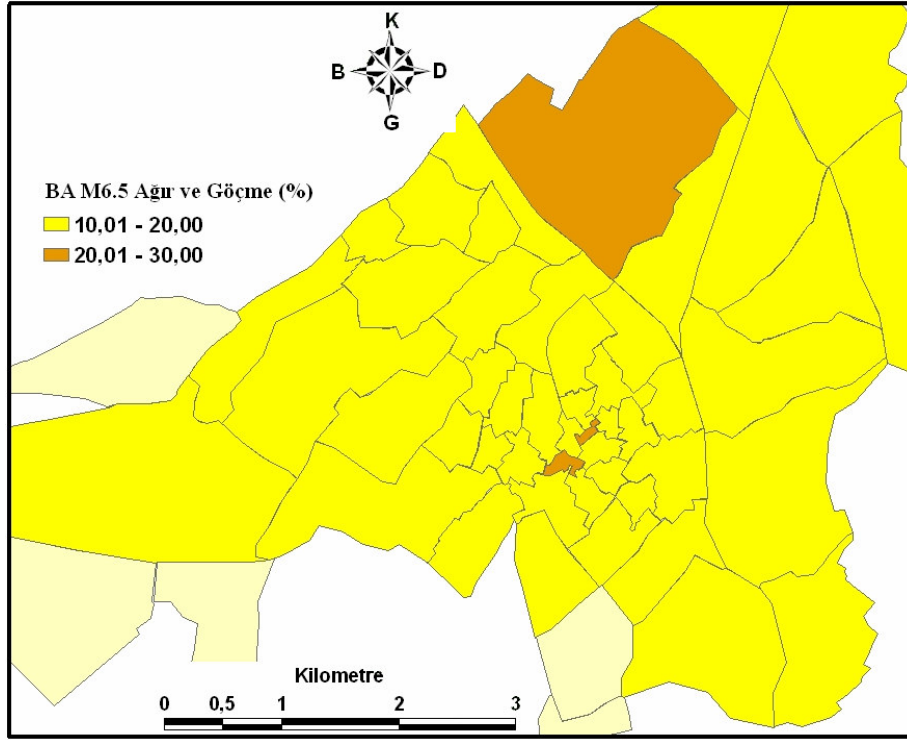 K
B D
G
BA M6.5 Ağır ve Göçme (%)
10,01 - 20,00
20,01 - 30,00
Kilometre
0 0,5 1 2 3